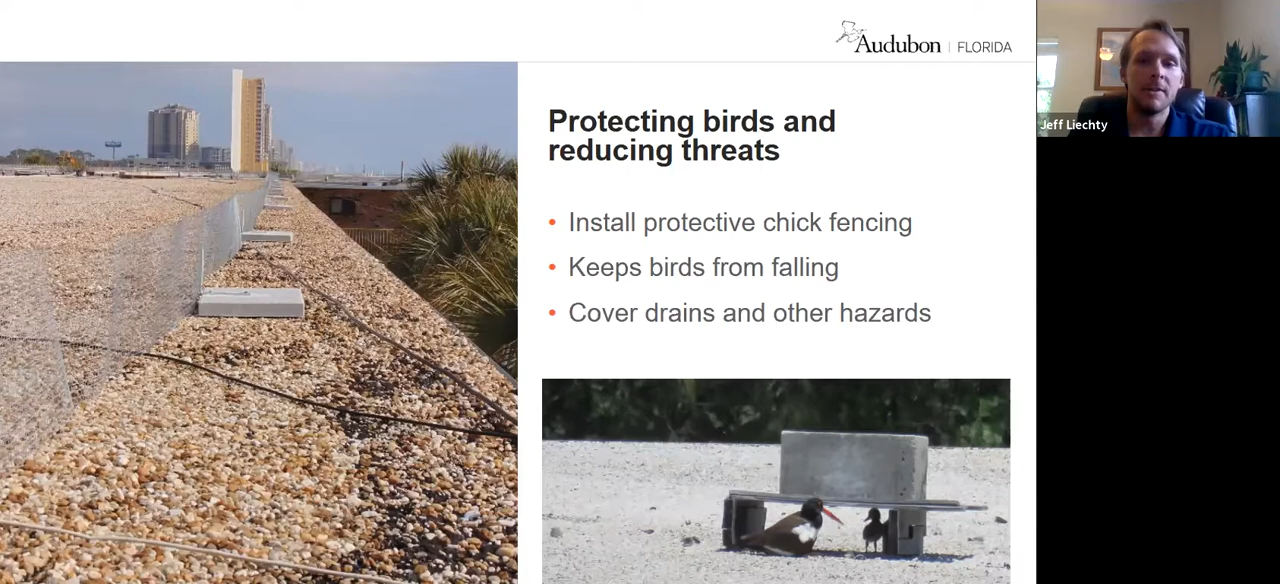 Audubon | FLORIDA
Jeff Liechty
Protecting birds and
reducing threats
• Install protective chick fencing
• Keeps birds from falling
• Cover drains and other hazards